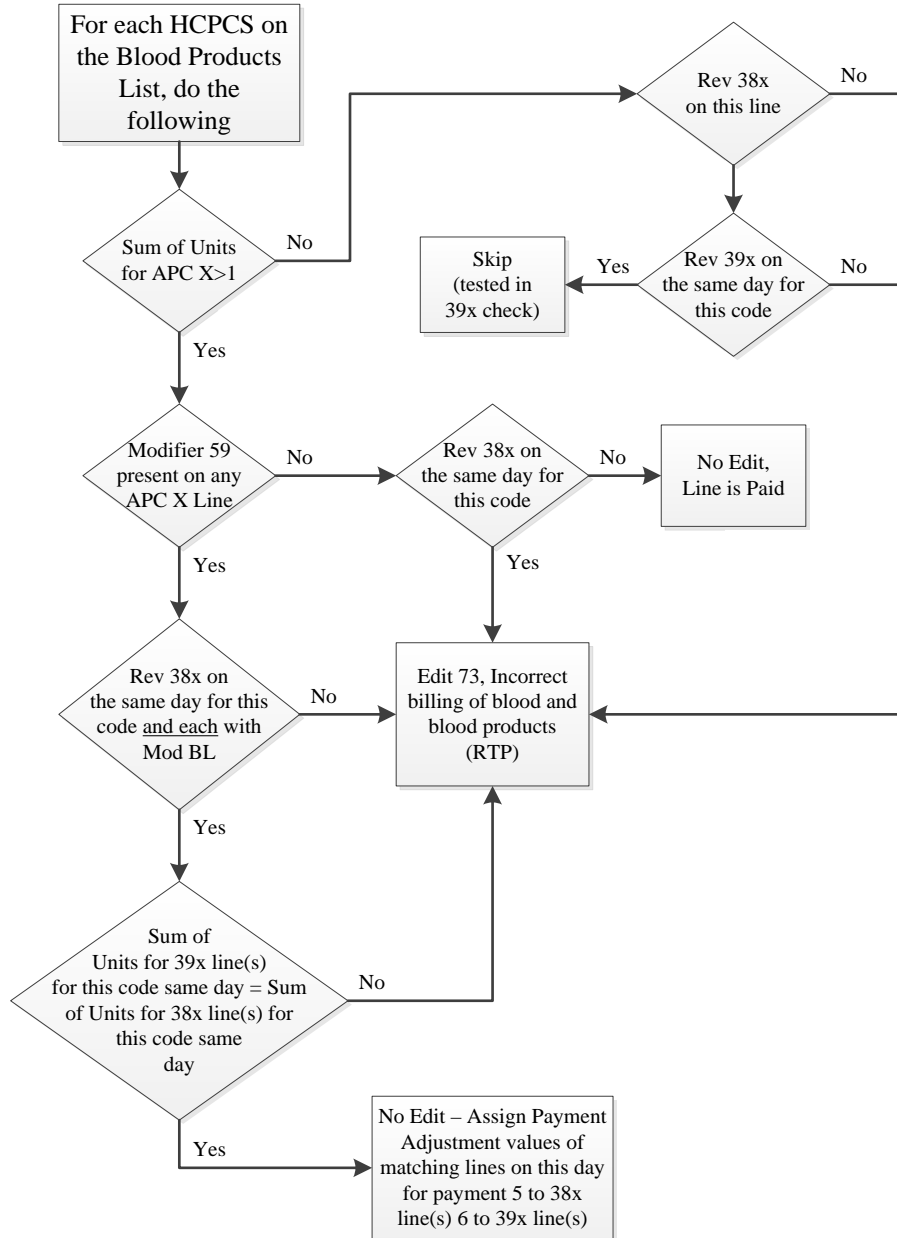 For each HCPCS on
the Blood Products
List, do the
following
Rev 38x
on this line
No
Sum of Units
for APC X>1
No
Skip
(tested in
39x check)
Yes
Rev 39x on
the same day for
this code
No
Yes
Modifier 59
present on any
APC X Line
No
Rev 38x on
the same day for
this code
No
No Edit,
Line is Paid
Yes
Yes
Rev 38x on
the same day for this
code and each with
Mod BL
No
Edit 73, Incorrect
billing of blood and
blood products
(RTP)
Yes
Sum of
Units for 39x line(s)
for this code same day = Sum
of Units for 38x line(s) for
this code same
day
No
Yes
No Edit – Assign Payment
Adjustment values of
matching lines on this day
for payment 5 to 38x
line(s) 6 to 39x line(s)